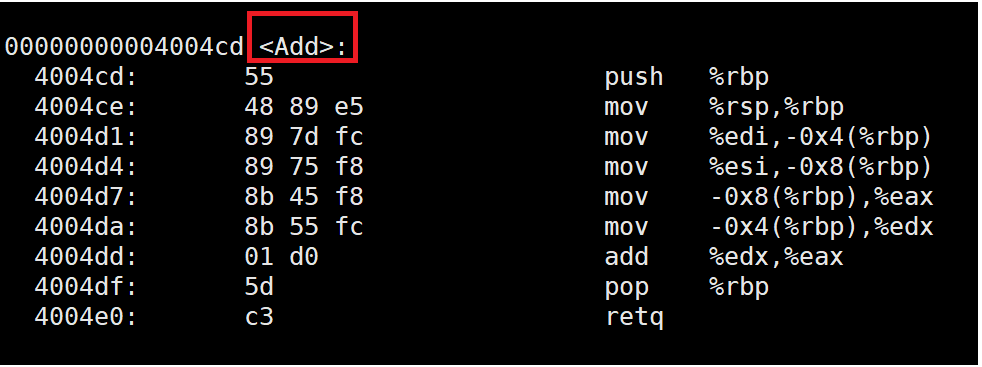 00000000004004cd <Add>:
4004cd: 55 push %rbp
4004ce: 48 89 e5 mov %rsp,%rbp
4004d1: 89 7d fc mov %edi,-0x4(%rbp)
4004d4: 89 75 f8 mov %esi,-0x8(%rbp)
4004d7: 8b 45 f8 mov -0x8(%rbp),%eax
4004da: 8b 55 fc mov -0x4(%rbp),%edx
4004dd: 01 d0 add %edx,%eax
4004df: 5d pop %rbp
4004e0: c3 retq